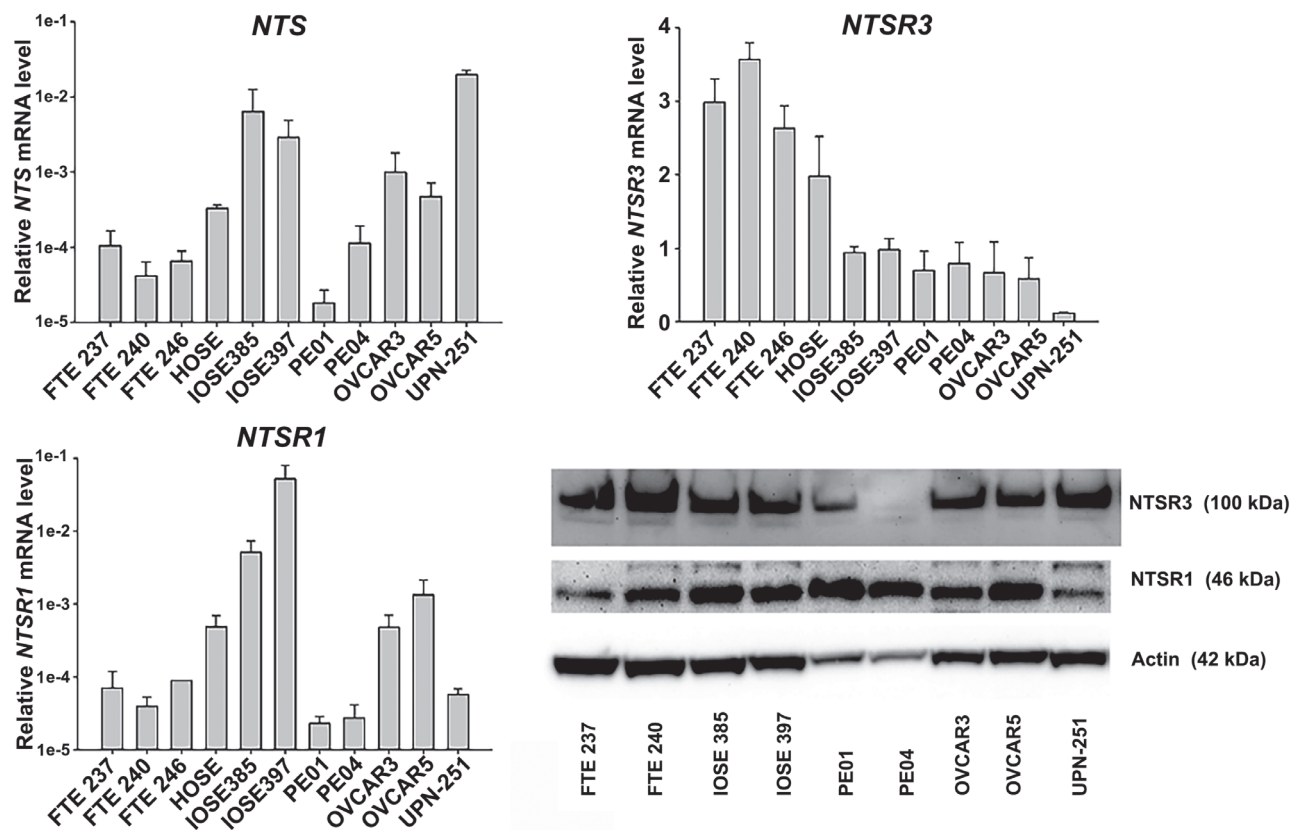 NTS
Relative NTS mRNA level
1e-1
1e-2
1e-3
1e-4
1e-5
FTE 237
FTE 240
FTE 246
HOSE
IOSE385
IOSE397
PE01
PE04
OVCAR3
OVCAR5
UPN-251
NTSR3
Relative NTSR3 mRNA level
4
3
2
1
0
FTE 237
FTE 240
FTE 246
HOSE
IOSE385
IOSE397
PE01
PE04
OVCAR3
OVCAR5
UPN-251
NTSR1
Relative NTSR1 mRNA level
1e-1
1e-2
1e-3
1e-4
1e-5
FTE 237
FTE 240
FTE 246
HOSE
IOSE385
IOSE397
PE01
PE04
OVCAR3
OVCAR5
UPN-251
NTSR3 (100 kDa)
NTSR1 (46 kDa)
Actin (42 kDa)
FTE 237
FTE 240
IOSE 385
IOSE 397
PE01
PE04
OVCAR3
OVCAR5
UPN-251